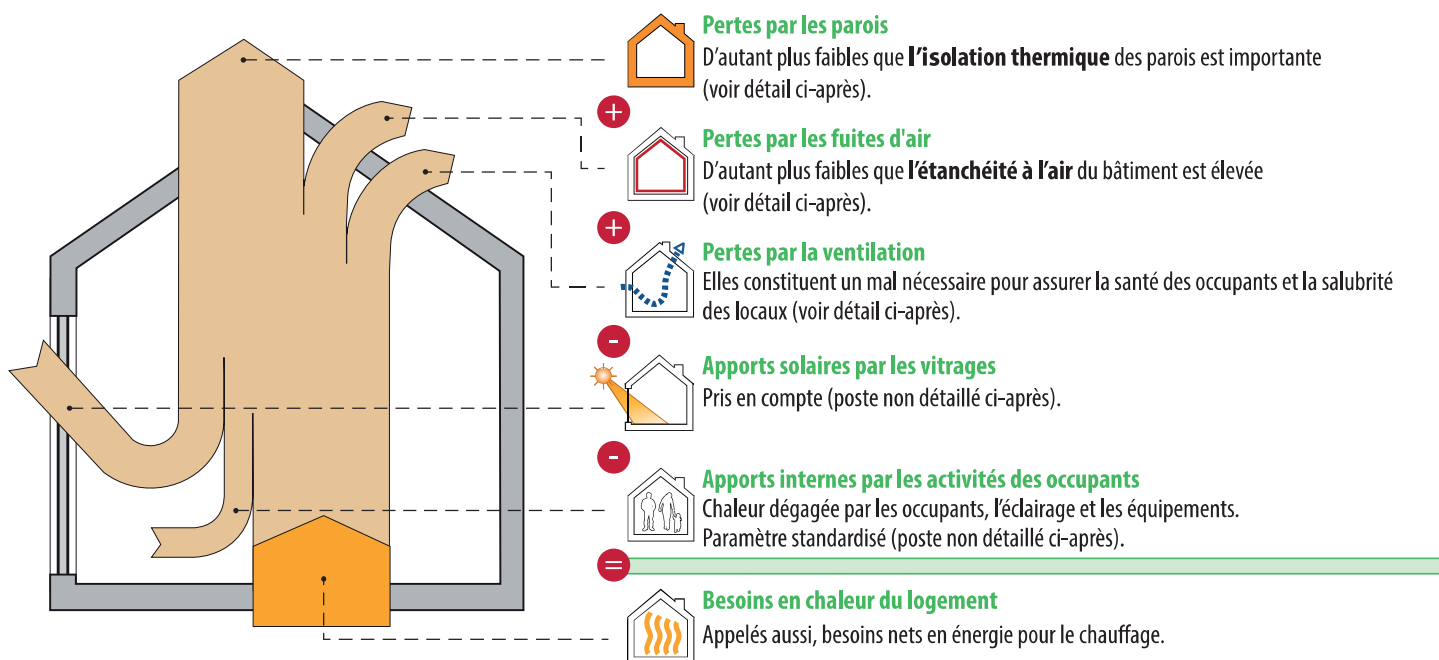 Pertes par les parois
D'autant plus faibles que l'isolation thermique des parois est importante
(voir détail ci-après).
+
Pertes par les fuites d'air
D'autant plus faibles que l'étanchéité à l'air du bâtiment est élevée
(voir détail ci-après).
+
Pertes par la ventilation
Elles constituent un mal nécessaire pour assurer la santé des occupants et la salubrité
des locaux (voir détail ci-après).
-
Apports solaires par les vitrages
Pris en compte (poste non détaillé ci-après).
-
Apports internes par les activités des occupants
Chaleur dégagée par les occupants, l'éclairage et les équipements.
Paramètre standardisé (poste non détaillé ci-après).
=
Besoins en chaleur du logement
Appelés aussi, besoins nets en énergie pour le chauffage.